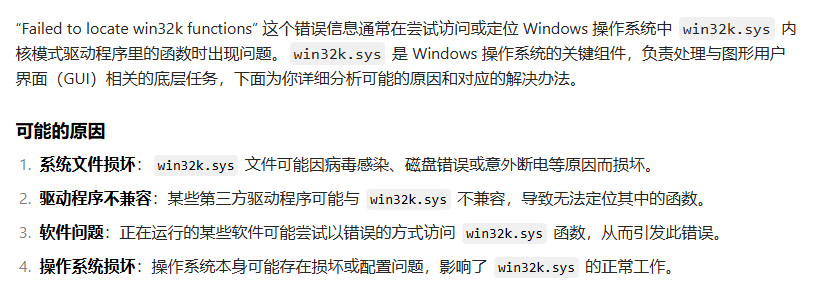 “Failed to locate win32k functions” 这个错误信息通常在尝试访问或定位 Windows 操作系统中 win32k.sys 内
核模式驱动程序里的函数时出现问题。 win32k.sys 是 Windows 操作系统的关键组件，负责处理与图形用户
界面（GUI）相关的底层任务，下面为你详细分析可能的原因和对应的解决办法。
可能的原因
1. 系统文件损坏： win32k.sys 文件可能因病毒感染、磁盘错误或意外断电等原因而损坏。
2. 驱动程序不兼容：某些第三方驱动程序可能与 win32k.sys 不兼容，导致无法定位其中的函数。
3. 软件问题：正在运行的某些软件可能尝试以错误的方式访问 win32k.sys 函数，从而引发此错误。
4. 操作系统损坏：操作系统本身可能存在损坏或配置问题，影响了 win32k.sys 的正常工作。